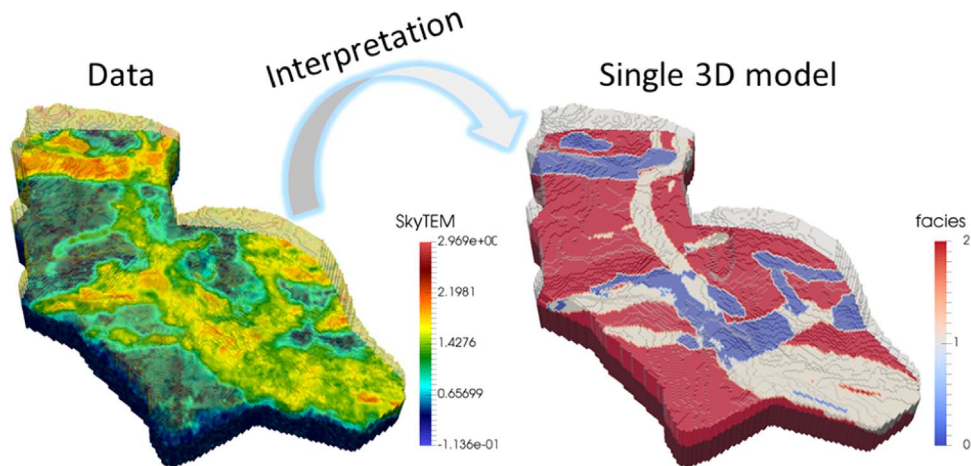 Interpretation
Data
Single 3D model
SkyTEM
2.969e+00
2.1981
1.4276
0.65699
-1.136e-01
facies
2
1
0